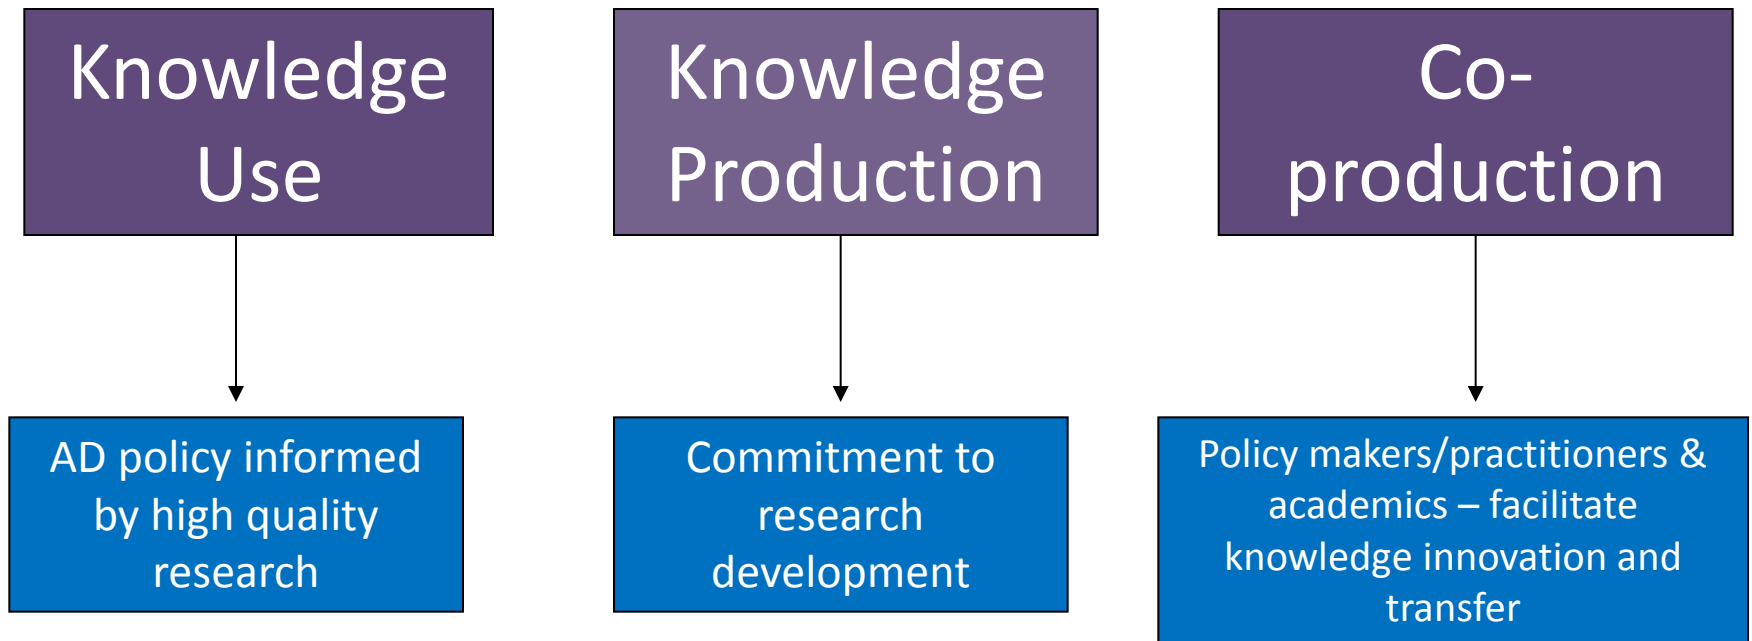 Knowledge
Use
Knowledge
Production
Co-
production
AD policy informed
by high quality
research
Commitment to
research
development
Policy makers/practitioners &
academics – facilitate
knowledge innovation and
transfer